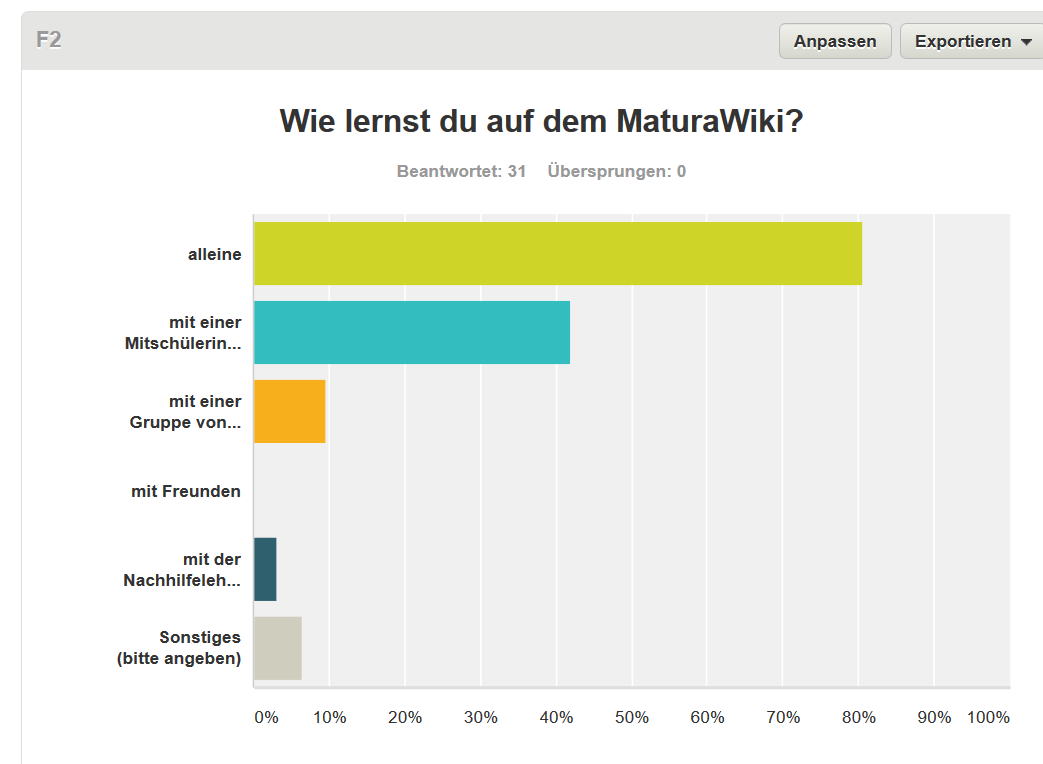 F2
Anpassen
Exportieren
Wie lernst du auf dem MaturaWiki?
Beantwortet: 31 Übersprungen: 0
alleine
mit einer
Mitschülerin...
mit einer
Gruppe von...
mit Freunden
mit der
Nachhilfeleh...
Sonstiges
(bitte angeben)
0% 10% 20% 30% 40% 50% 60% 70% 80% 90% 100%